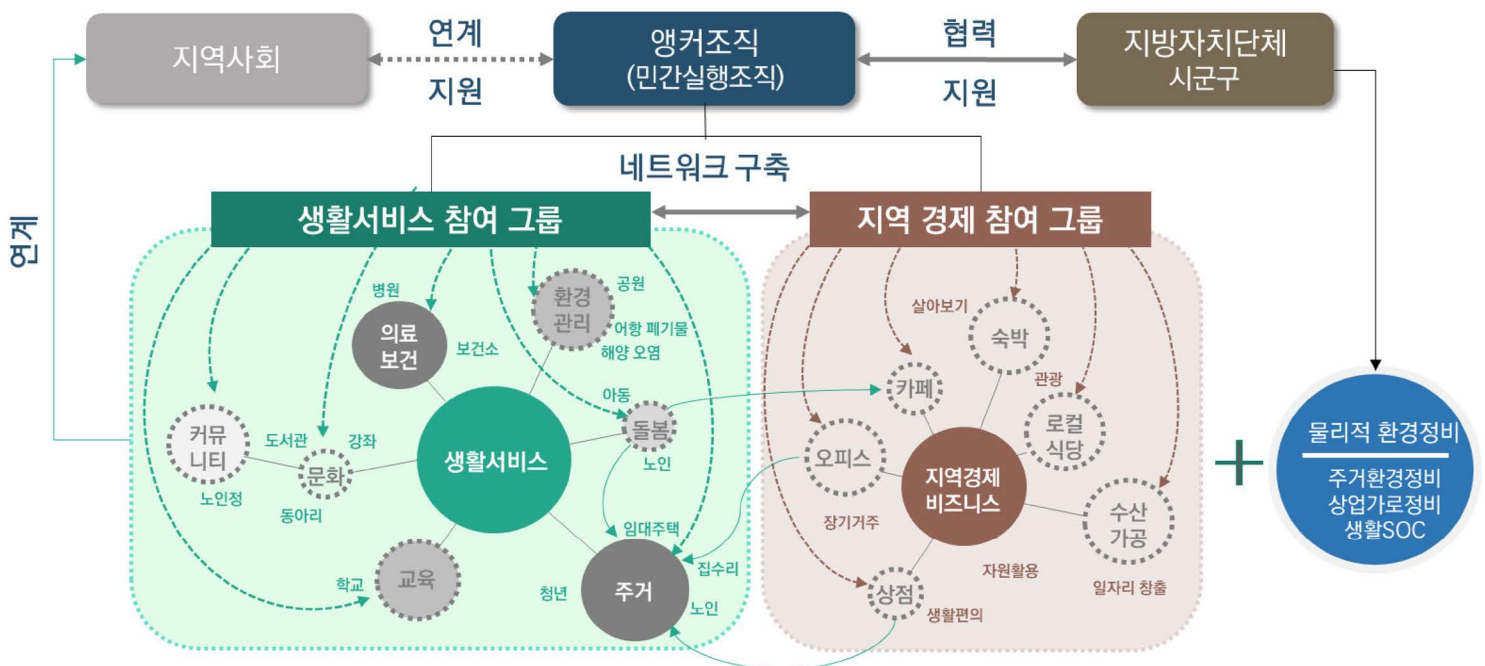 지역사회
연계
지원
앵커조직
(민간실행조직)
협력
지원
지방자치단체
시군구
네트워크 구축
연계
생활서비스 참여 그룹
지역 경제 참여 그룹
병원
의료
보건
보건소
환경
관리
공원
어항 폐기물
해양 오염
커뮤
니티
노인정
도서관
강좌
문화
동아리
생활서비스
아동
돌봄
노인
학교
교육
청년
임대주택
주거
집수리
노인
살아보기
숙박
카페
관광
로컬
식당
오피스
장기거주
지역경제
비즈니스
수산
가공
일자리 창출
자원활용
상점
생활편의
+
물리적 환경정비
주거환경정비
상업가로정비
생활SOC